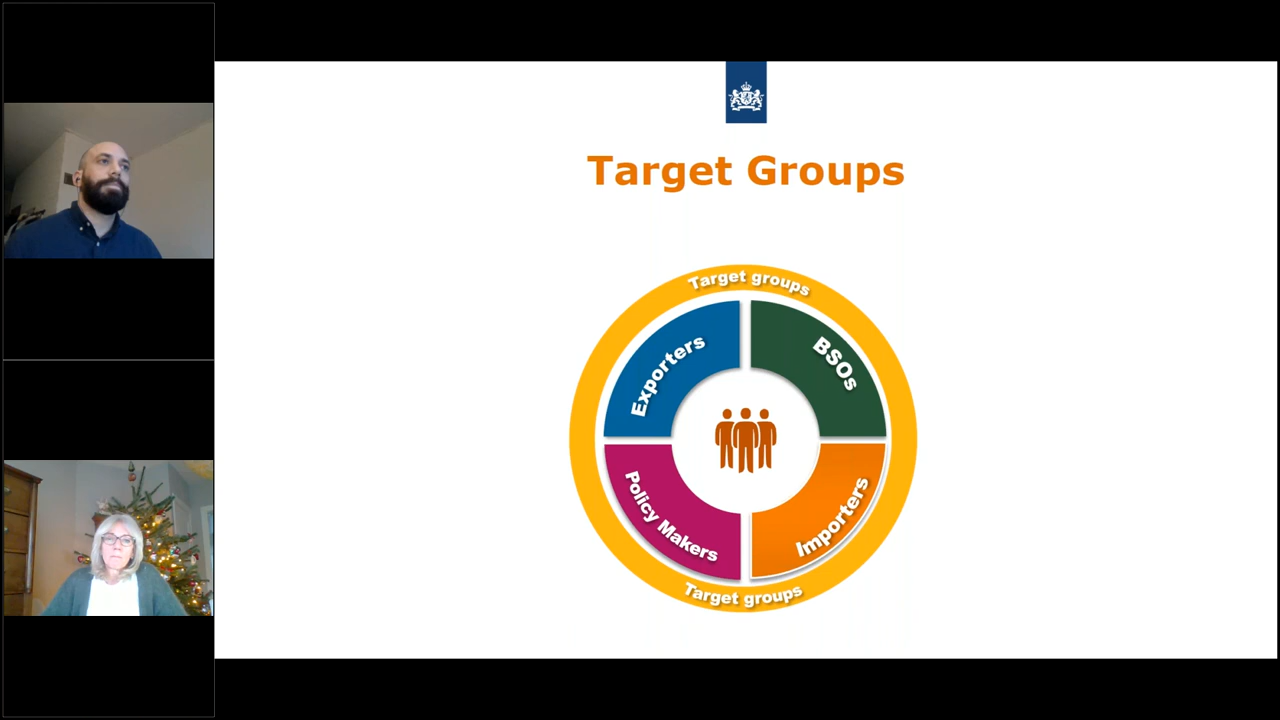 Target Groups
Target groups
Exporters
BSOs
Policy Makers
Importers
Target groups